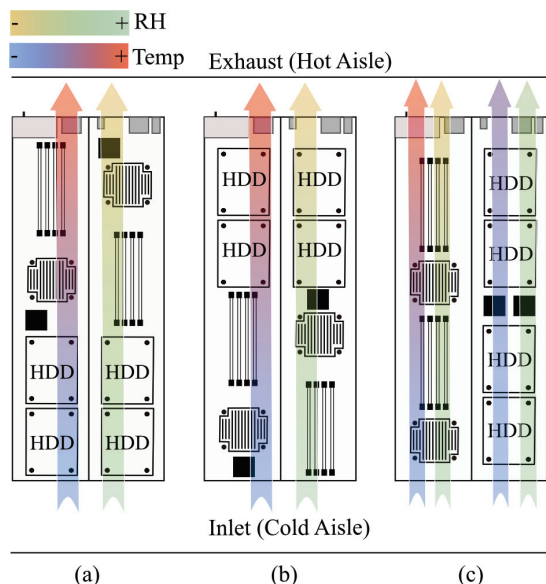 - + RH
- + Temp
Exhaust (Hot Aisle)
HDD HDD
HDD HDD
HDD HDD
HDD HDD
HDD
HDD
HDD
HDD
Inlet (Cold Aisle)
(a) (b) (c)